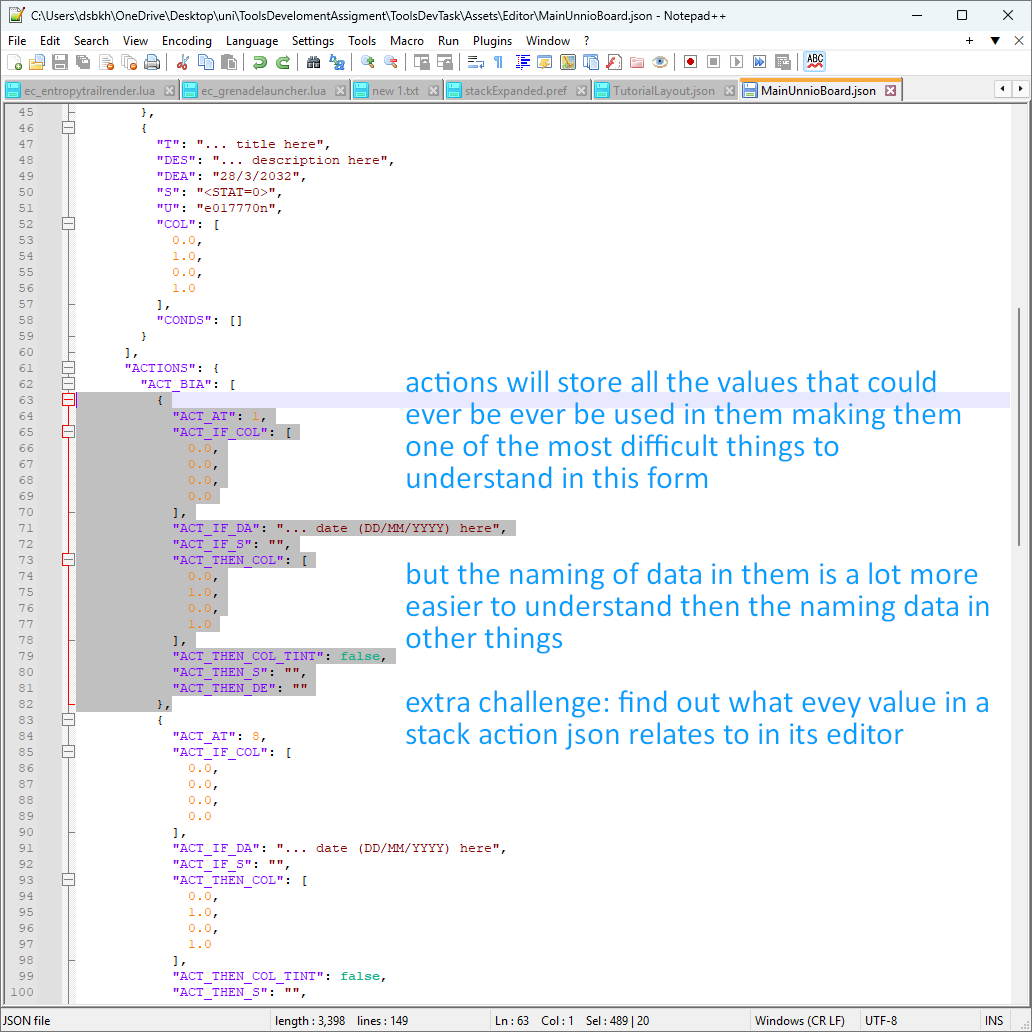 C:\Users\dsbkh\OneDrive\Desktop\uni\ToolsDevelomentAssigment\ToolsDevTask\Assets\Editor\MainUnnioBoard.json - Notepad++
File Edit Search View Encoding Language Settings Tools Macro Run Plugins Window ? + ▼ X
ABC
ec_entropytrailrender.lua ec_grenadelauncher.lua new 1.txt stackExpanded.pref TutorialLayout.json MainUnnioBoard.json
45 },
46 {
47 "T": "... title here",
48 "DES": "... description here",
49 "DEA": "28/3/2032",
50 "S": "<STAT=0>",
51 "U": "e017770n",
52 "COL": [
53 0.0,
54 1.0,
55 0.0,
56 1.0
57 ],
58 "CONDS": []
59 }
60 ],
61 "ACTIONS": {
62 "ACT_BIA": [
63 {
64 "ACT_AT": 1,
65 "ACT_IF_COL": [
66 0.0,
67 0.0,
68 0.0,
69 0.0
70 ],
71 "ACT_IF_DA": "... date (DD/MM/YYYY) here",
72 "ACT_IF_S": "",
73 "ACT_THEN_COL": [
74 0.0,
75 1.0,
76 0.0,
77 1.0
78 ],
79 "ACT_THEN_COL_TINT": false,
80 "ACT_THEN_S": "",
81 "ACT_THEN_DE": ""
82 },
83 {
84 "ACT_AT": 8,
85 "ACT_IF_COL": [
86 0.0,
87 0.0,
88 0.0,
89 0.0
90 ],
91 "ACT_IF_DA": "... date (DD/MM/YYYY) here",
92 "ACT_IF_S": "",
93 "ACT_THEN_COL": [
94 0.0,
95 1.0,
96 0.0,
97 1.0
98 ],
99 "ACT_THEN_COL_TINT": false,
100 "ACT_THEN_S": "",
actions will store all the values that could
ever be ever be used in them making them
one of the most difficult things to
understand in this form
but the naming of data in them is a lot more
easier to understand then the naming data in
other things
extra challenge: find out what evey value in a
stack action json relates to in its editor
JSON file length : 3,398 lines : 149 Ln : 63 Col : 1 Sel : 489 | 20 Windows (CR LF) UTF-8 INS